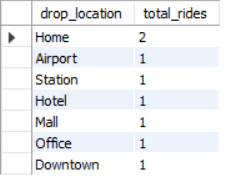 drop_location total_rides
Home 2
Airport 1
Station 1
Hotel 1
Mall 1
Office 1
Downtown 1